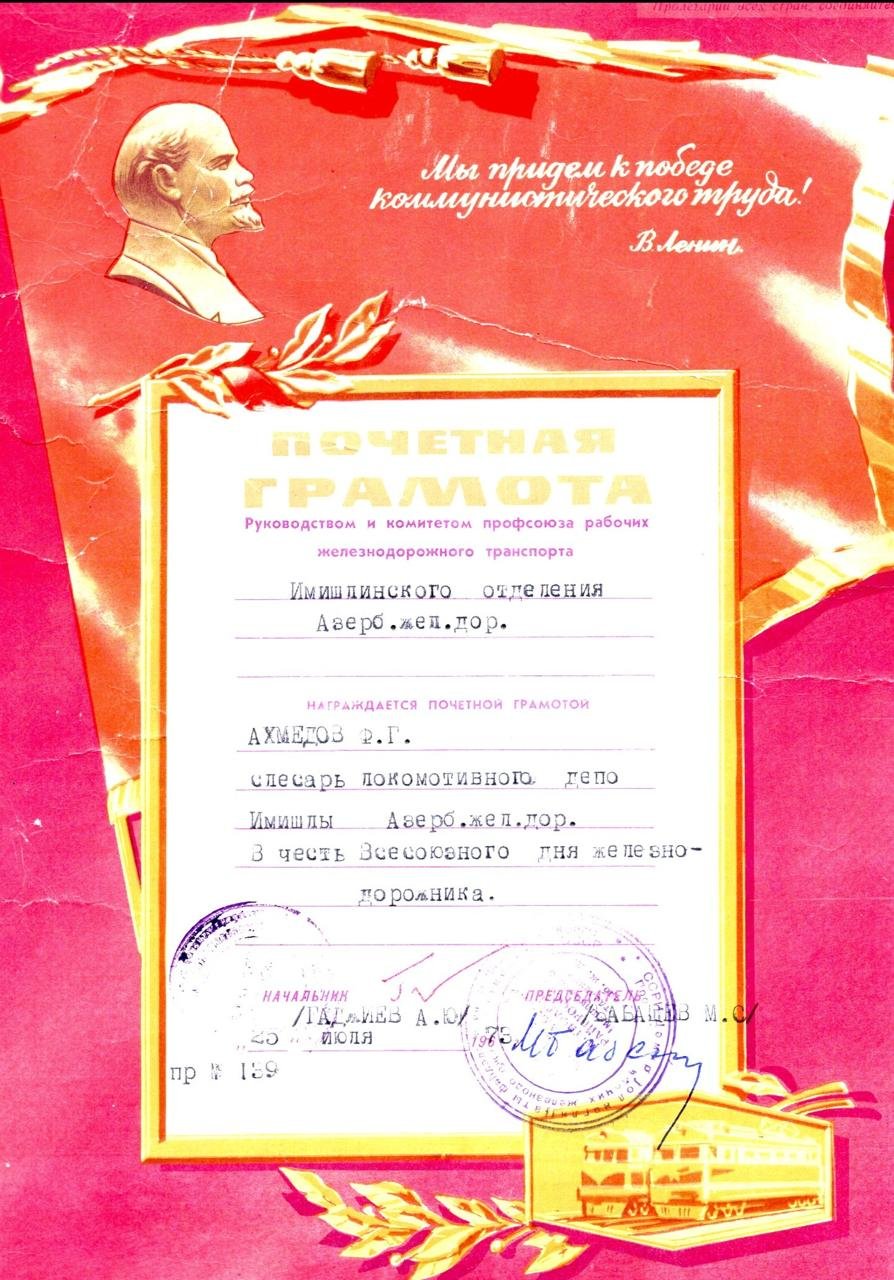 Пролетарии всех стран, соединяйтесь
Мы придем к победе
коммунистического труда!
В. Ленин.
ПОЧЕТНАЯ
ГРАМОТА
Руководством и комитетом профсоюза рабочих
железнодорожного транспорта
Имишлинского отделения
Азерб.жел.дор.
НАГРАЖДАЕТСЯ ПОЧЕТНОЙ ГРАМОТОЙ
АХМЕДОВ Ф.Г.
слесарь локомотивного депо
Имишлы Азерб.жел.дор.
В честь Всесоюзного дня железно-
дорожника.
НАЧАЛЬНИК ПРЕДСЕДАТЕЛЬ
/ГАДЖИЕВ А.Ю/ /БАБАЕВ М.С/
„25 " июля 196 73
пр № 159